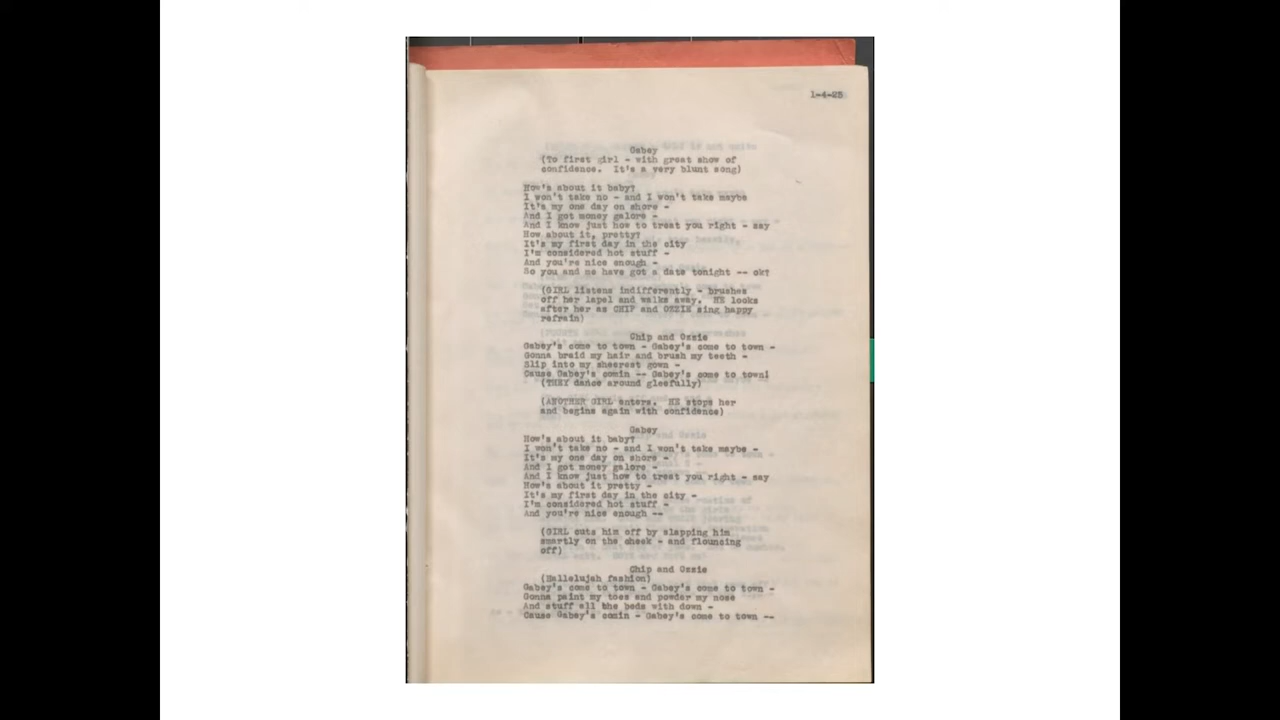 1-4-25
Gabey
(To first girl - with great show of
confidence. It's a very blunt song)
How's about it baby?
I won't take no - and I won't take maybe
It's my one day on shore -
And I got money galore -
And I know just how to treat you right - say
How about it, pretty?
It's my first day in the city
I'm considered hot stuff -
And you're nice enough -
So you and me have got a date tonight -- ok?
(GIRL listens indifferently - brushes
off her lapel and walks away. HE looks
after her as CHIP and OZZIE sing happy
refrain)
Chip and Ozzie
Gabey's come to town - Gabey's come to town -
Gonna braid my hair and brush my teeth -
Slip into my sheerest gown -
Cause Gabey's comin -- Gabey's come to town!
(THEY dance around gleefully)
(ANOTHER GIRL enters. HE stops her
and begins again with confidence)
Gabey
How's about it baby?
I won't take no - and I won't take maybe -
It's my one day on shore -
And I got money galore -
And I know just how to treat you right - say
How's about it pretty -
It's my first day in the city -
I'm considered hot stuff -
And you're nice enough --
(GIRL cuts him off by slapping him
smartly on the cheek - and flouncing
off)
Chip and Ozzie
(Hallelujah fashion)
Gabey's come to town - Gabey's come to town -
Gonna paint my toes and powder my nose
And stuff all the beds with down -
Cause Gabey's comin - Gabey's come to town --